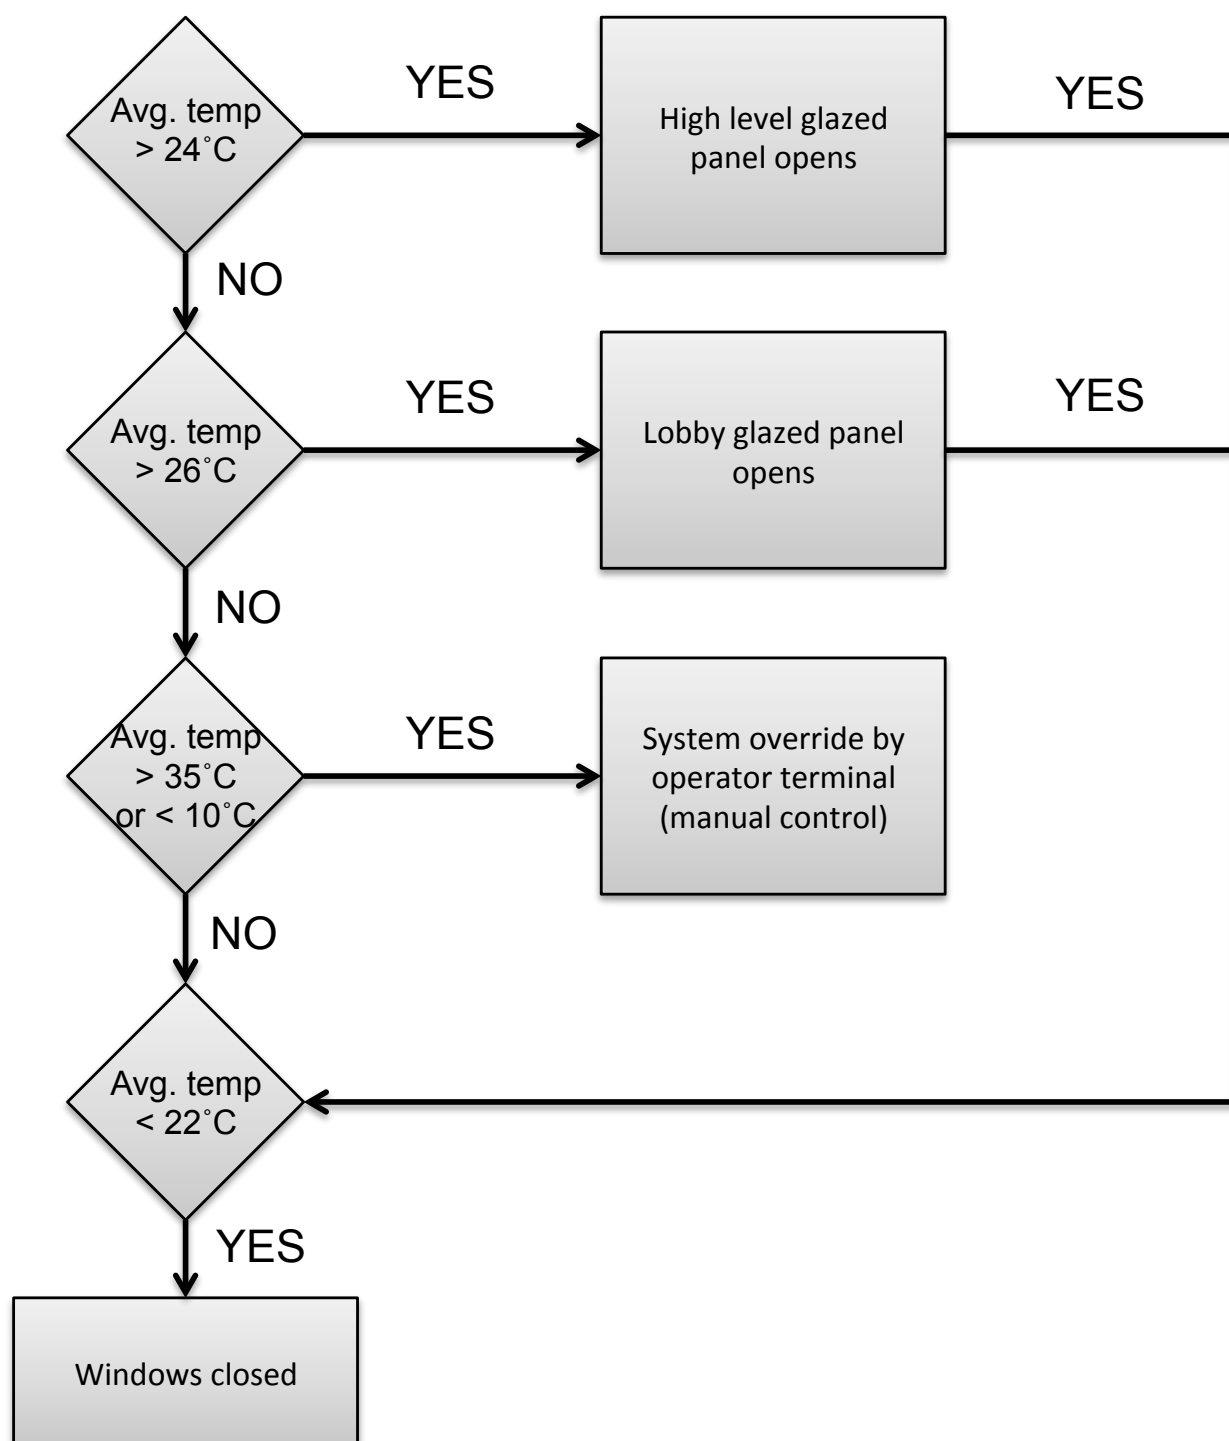 Avg. temp
> 24˚C
YES
High level glazed
panel opens
YES
NO
Avg. temp
> 26˚C
YES
Lobby glazed panel
opens
YES
NO
Avg. temp
> 35˚C
or < 10˚C
YES
System override by
operator terminal
(manual control)
NO
Avg. temp
< 22˚C
YES
Windows closed